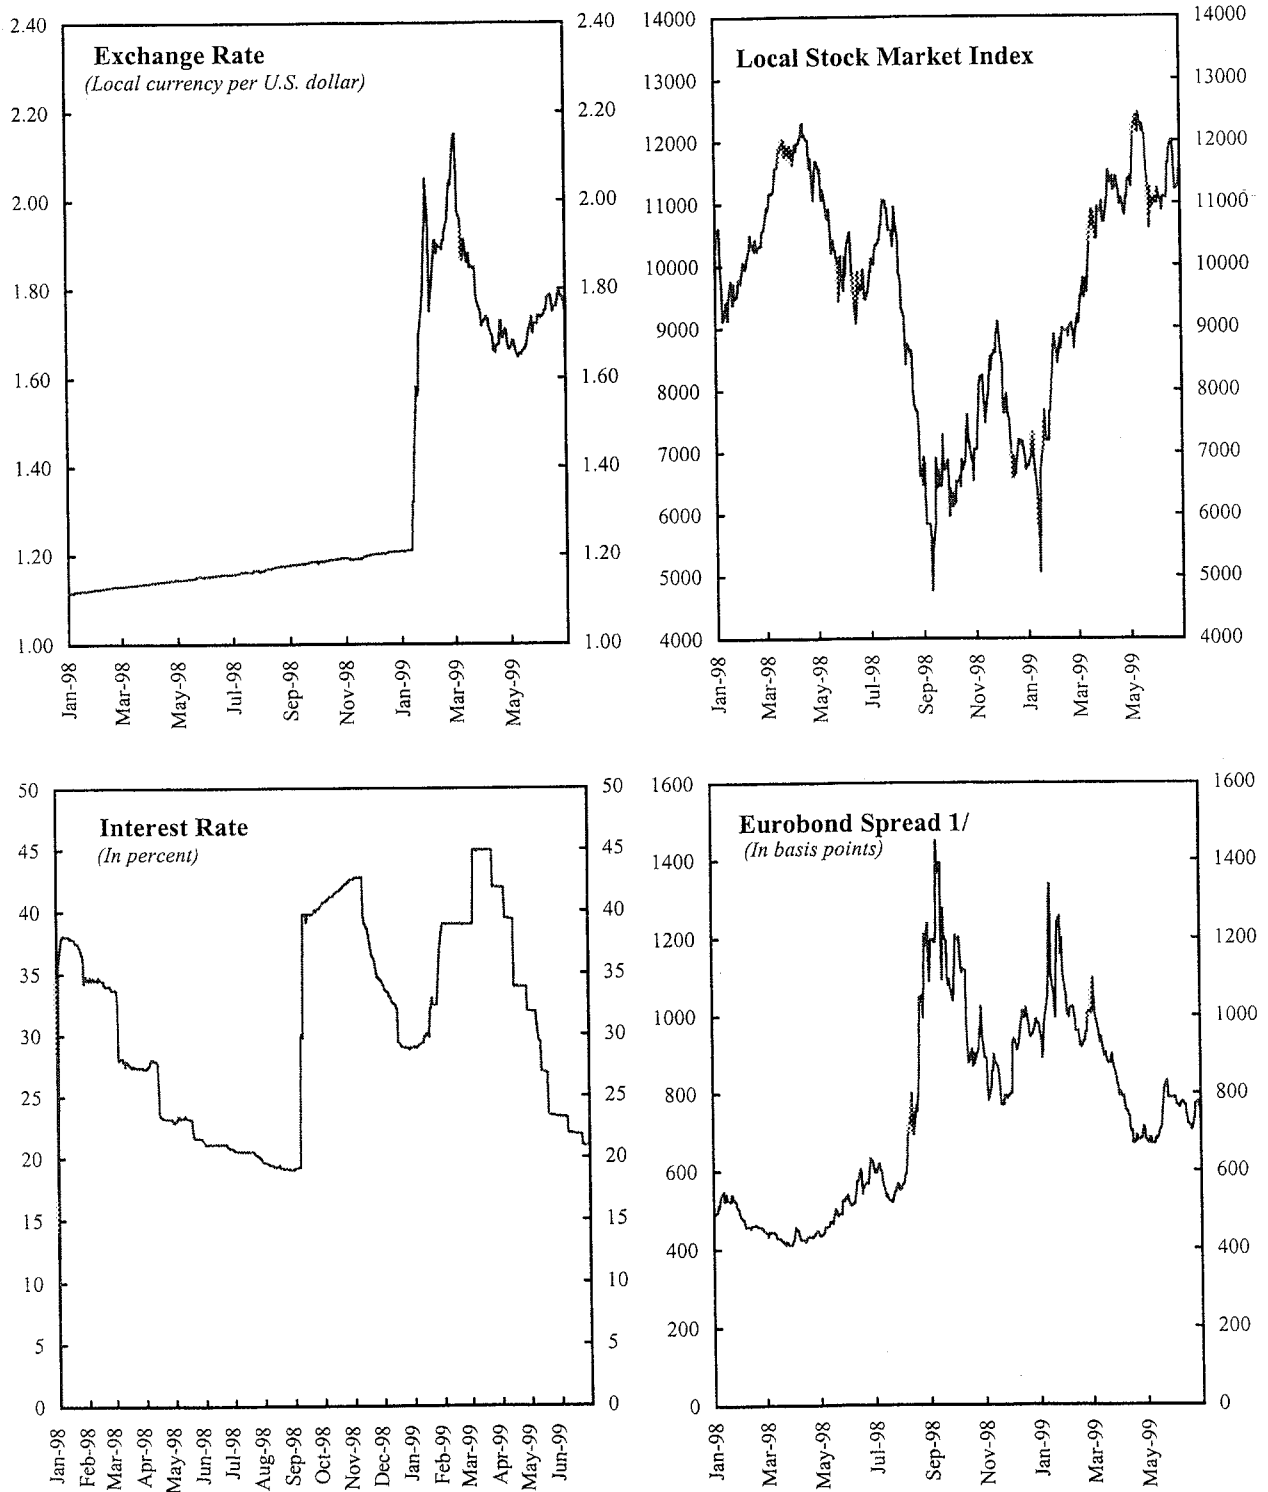 Exchange Rate
(Local currency per U.S. dollar)
2.40
2.20
2.00
1.80
1.60
1.40
1.20
1.00
2.40
2.20
2.00
1.80
1.60
1.40
1.20
1.00
Jan-98
Mar-98
May-98
Jul-98
Sep-98
Nov-98
Jan-99
Mar-99
May-99
Local Stock Market Index
14000
13000
12000
11000
10000
9000
8000
7000
6000
5000
4000
14000
13000
12000
11000
10000
9000
8000
7000
6000
5000
4000
Jan-98
Mar-98
May-98
Jul-98
Sep-98
Nov-98
Jan-99
Mar-99
May-99
Interest Rate
(In percent)
50
45
40
35
30
25
20
15
10
5
0
50
45
40
35
30
25
20
15
10
5
0
Jan-98
Feb-98
Mar-98
Apr-98
May-98
Jun-98
Jul-98
Aug-98
Sep-98
Oct-98
Nov-98
Dec-98
Jan-99
Feb-99
Mar-99
Apr-99
May-99
Jun-99
Eurobond Spread 1/
(In basis points)
1600
1400
1200
1000
800
600
400
200
0
1600
1400
1200
1000
800
600
400
200
0
Jan-98
Mar-98
May-98
Jul-98
Sep-98
Nov-98
Jan-99
Mar-99
May-99